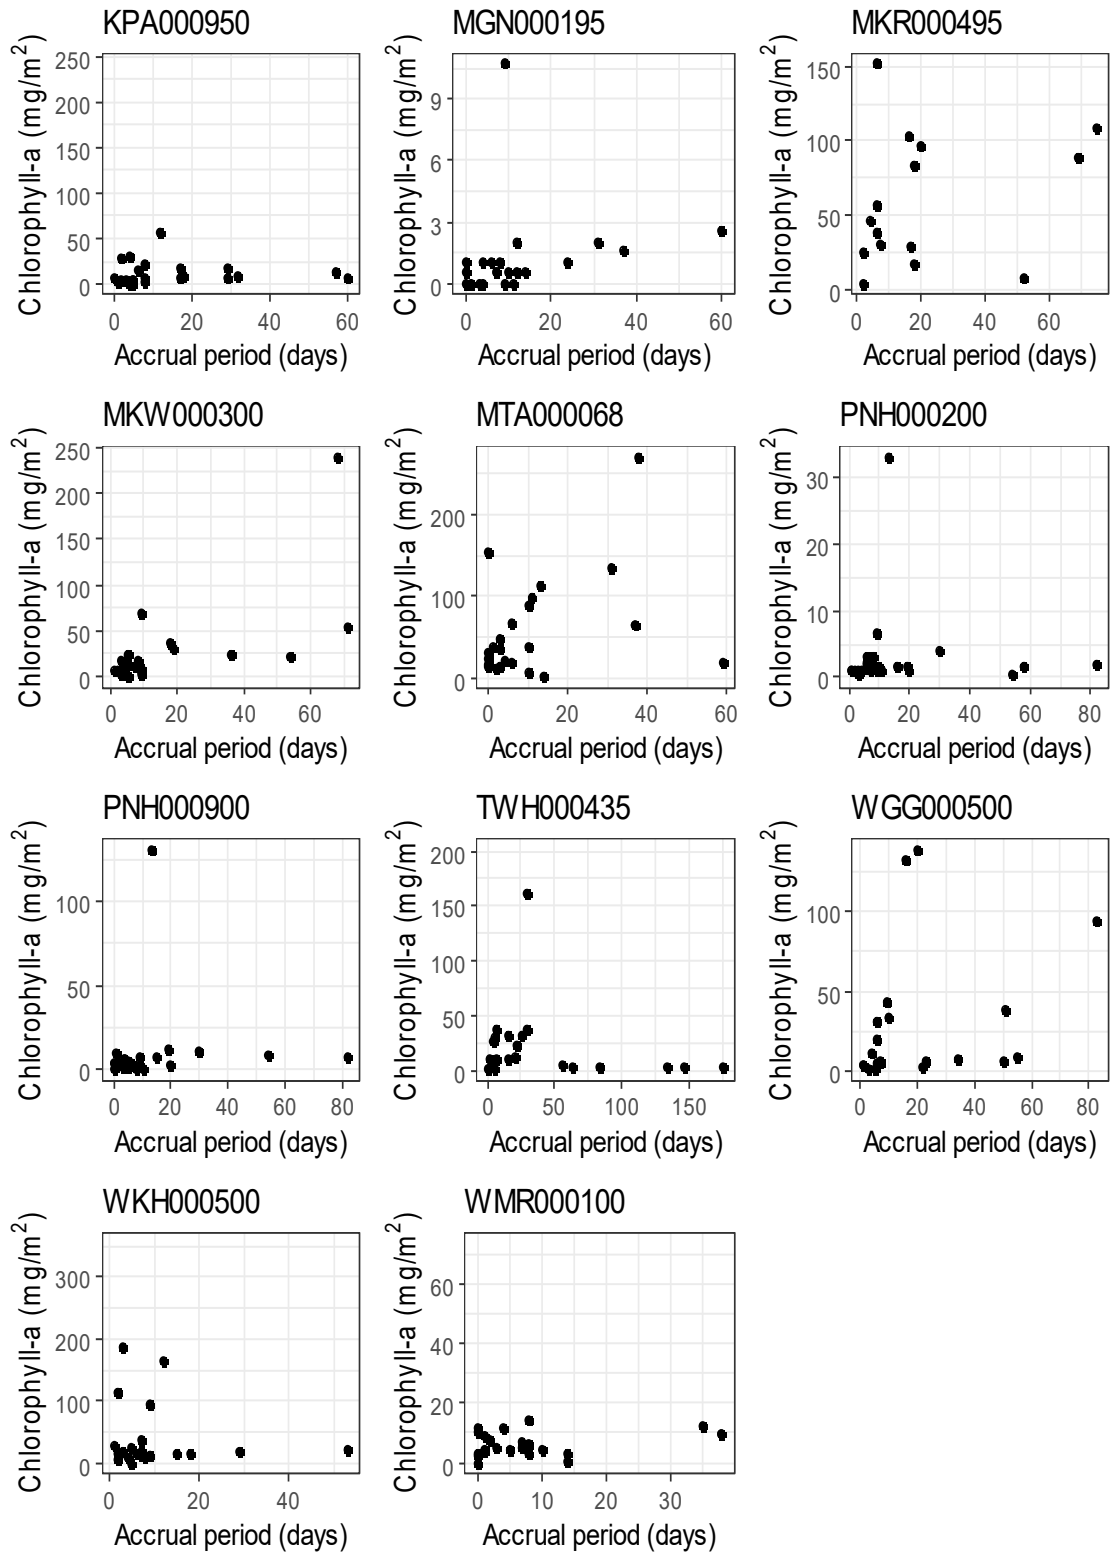 KPA000950 MGN000195 MKR000495
Chlorophyll-a (mg/m²)
250
200
150
100
50
0
0 20 40 60
Accrual period (days)
Chlorophyll-a (mg/m²)
9
6
3
0
0 20 40 60
Accrual period (days)
Chlorophyll-a (mg/m²)
150
100
50
0
0 20 40 60
Accrual period (days)
MKW000300 MTA000068 PNH000200
Chlorophyll-a (mg/m²)
250
200
150
100
50
0
0 20 40 60
Accrual period (days)
Chlorophyll-a (mg/m²)
200
100
0
0 20 40 60
Accrual period (days)
Chlorophyll-a (mg/m²)
30
20
10
0
0 20 40 60 80
Accrual period (days)
PNH000900 TWH000435 WGG000500
Chlorophyll-a (mg/m²)
100
50
0
0 20 40 60 80
Accrual period (days)
Chlorophyll-a (mg/m²)
200
150
100
50
0
0 50 100 150
Accrual period (days)
Chlorophyll-a (mg/m²)
100
50
0
0 20 40 60 80
Accrual period (days)
WKH000500 WMR000100
Chlorophyll-a (mg/m²)
300
200
100
0
0 20 40
Accrual period (days)
Chlorophyll-a (mg/m²)
60
40
20
0
0 10 20 30
Accrual period (days)